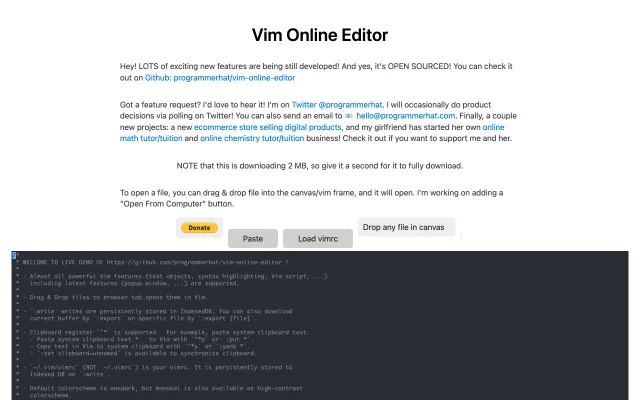 Vim Online Editor
Hey! LOTS of exciting new features are being still developed! And yes, it's OPEN SOURCED! You can check it
out on Github: programmerhat/vim-online-editor
Got a feature request? I'd love to hear it! I'm on Twitter @programmerhat. I will occasionally do product
decisions via polling on Twitter! You can also send an email to 📧 hello@programmerhat.com. Finally, a couple
new projects: a new ecommerce store selling digital products, and my girlfriend has started her own online
math tutor/tuition and online chemistry tutor/tuition business! Check it out if you want to support me and her.
NOTE that this is downloading 2 MB, so give it a second for it to fully download.
To open a file, you can drag & drop file into the canvas/vim frame, and it will open. I'm working on adding a
"Open From Computer" button.
Donate
Paste
Load vimrc
Drop any file in canvas
/*
* WELCOME TO LIVE DEMO OF https://github.com/programmerhat/vim-online-editor !
*
* - Almost all powerful Vim features (text objects, syntax highlighting, Vim script, ...)
*   including latest features (popup window, ...) are supported.
*
* - Drag & Drop files to browser tab opens them in Vim.
*
* - `:write` writes are persistently stored in IndexedDB. You can also download
*   current buffer by `:export` or specific file by `:export {file}`.
*
* - Clipboard register `"*` is supported.  For example, paste system clipboard text.
*   - Paste system clipboard text *   to Vim with `"*p` or `:put *`.
*   - Copy text in Vim to system clipboard with `"*y` or `:yank *`.
*   - `:set clipboard=unnamed` is available to synchronize clipboard.
*
* - `~/.vim/vimrc` (NOT `~/.vimrc`) is your vimrc. It is persistently stored to
*   Indexed DB on `:write`.
*
* - Default colorscheme is onedark, but monokai is also available as high-contrast
*   colorscheme.